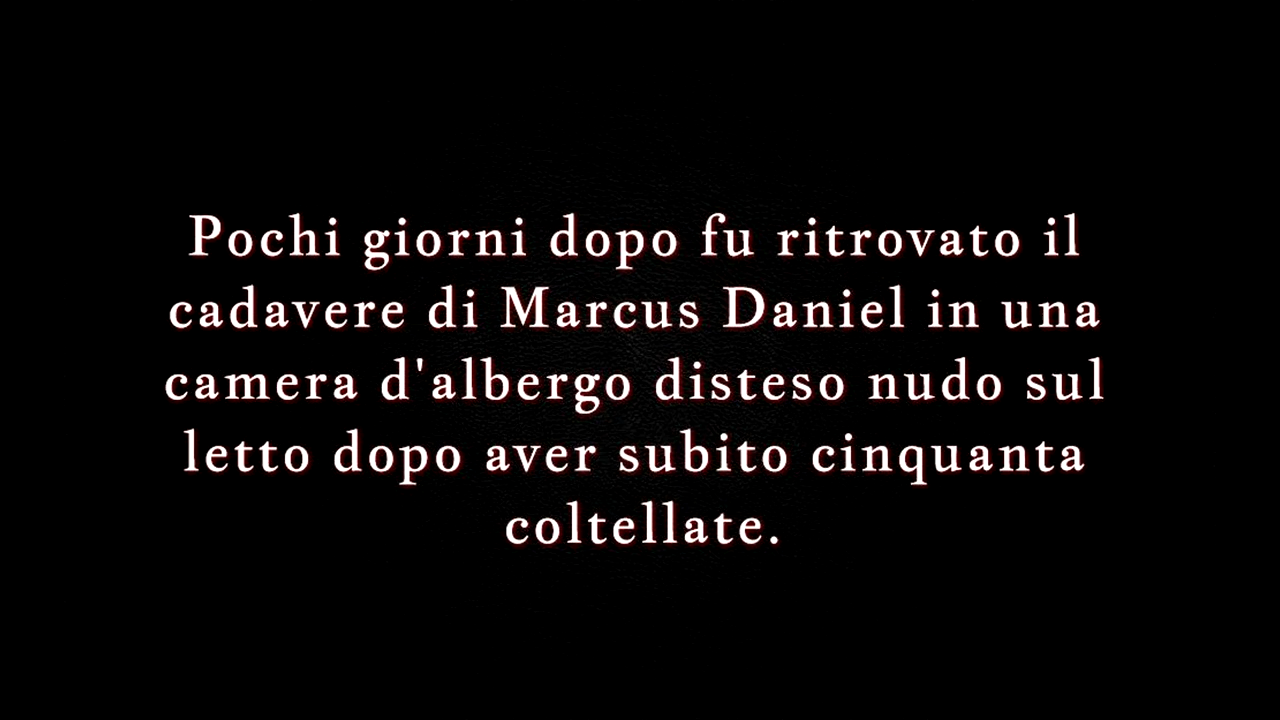 Pochi giorni dopo fu ritrovato il
cadavere di Marcus Daniel in una
camera d'albergo disteso nudo sul
letto dopo aver subito cinquanta
coltellate.